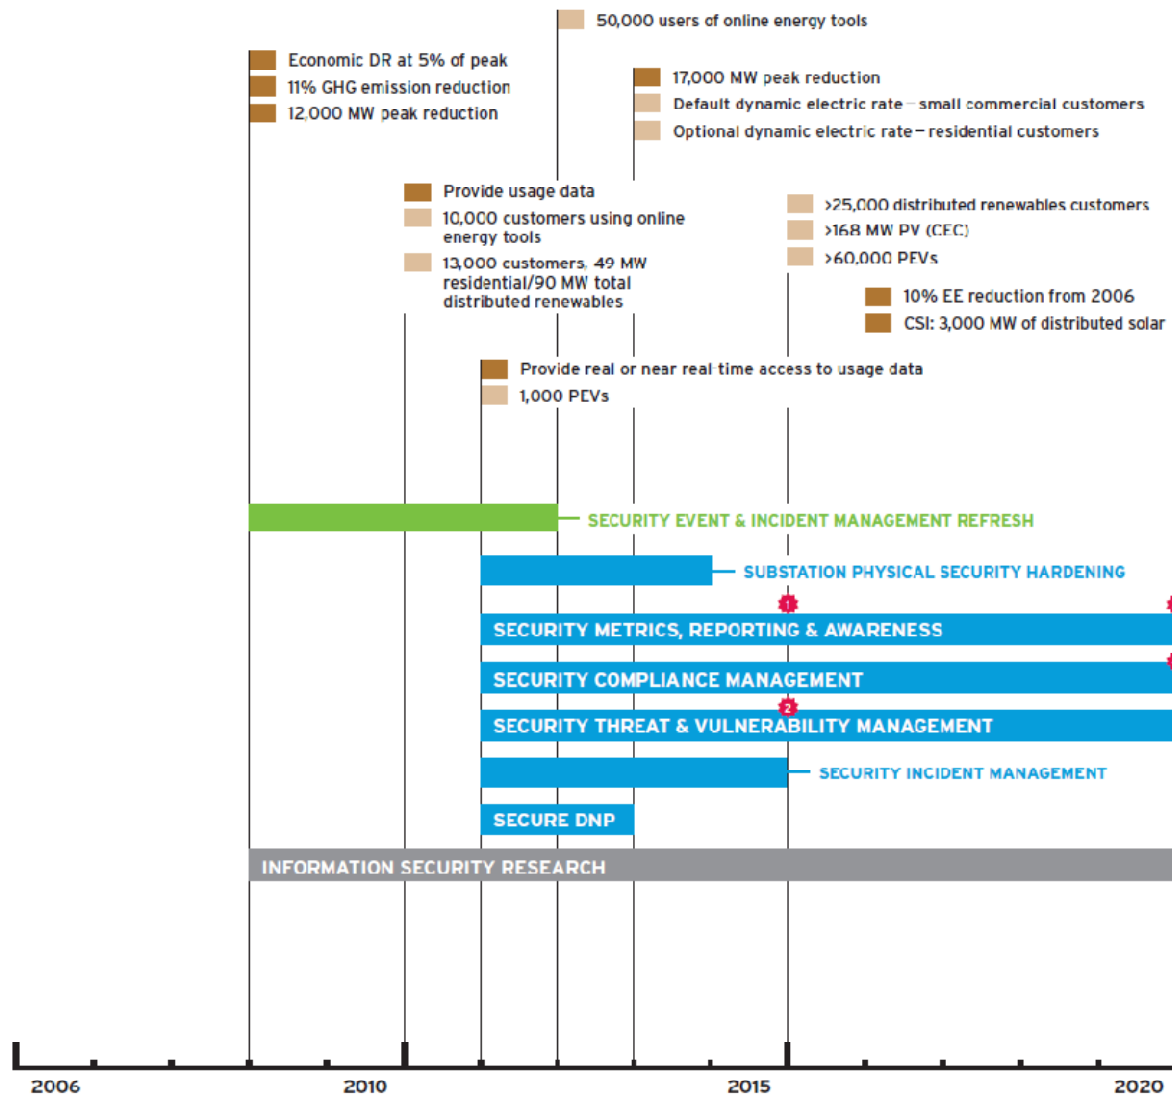 50,000 users of online energy tools
Economic DR at 5% of peak
11% GHG emission reduction
12,000 MW peak reduction
17,000 MW peak reduction
Default dynamic electric rate – small commercial customers
Optional dynamic electric rate – residential customers
Provide usage data
10,000 customers using online
energy tools
13,000 customers, 49 MW
residential/90 MW total
distributed renewables
>25,000 distributed renewables customers
>168 MW PV (CEC)
>60,000 PEVs
10% EE reduction from 2006
CSI: 3,000 MW of distributed solar
Provide real or near real-time access to usage data
1,000 PEVs
SECURITY EVENT & INCIDENT MANAGEMENT REFRESH
SUBSTATION PHYSICAL SECURITY HARDENING
1
SECURITY METRICS, REPORTING & AWARENESS
SECURITY COMPLIANCE MANAGEMENT
2
SECURITY THREAT & VULNERABILITY MANAGEMENT
SECURITY INCIDENT MANAGEMENT
SECURE DNP
INFORMATION SECURITY RESEARCH
2006 2010 2015 2020